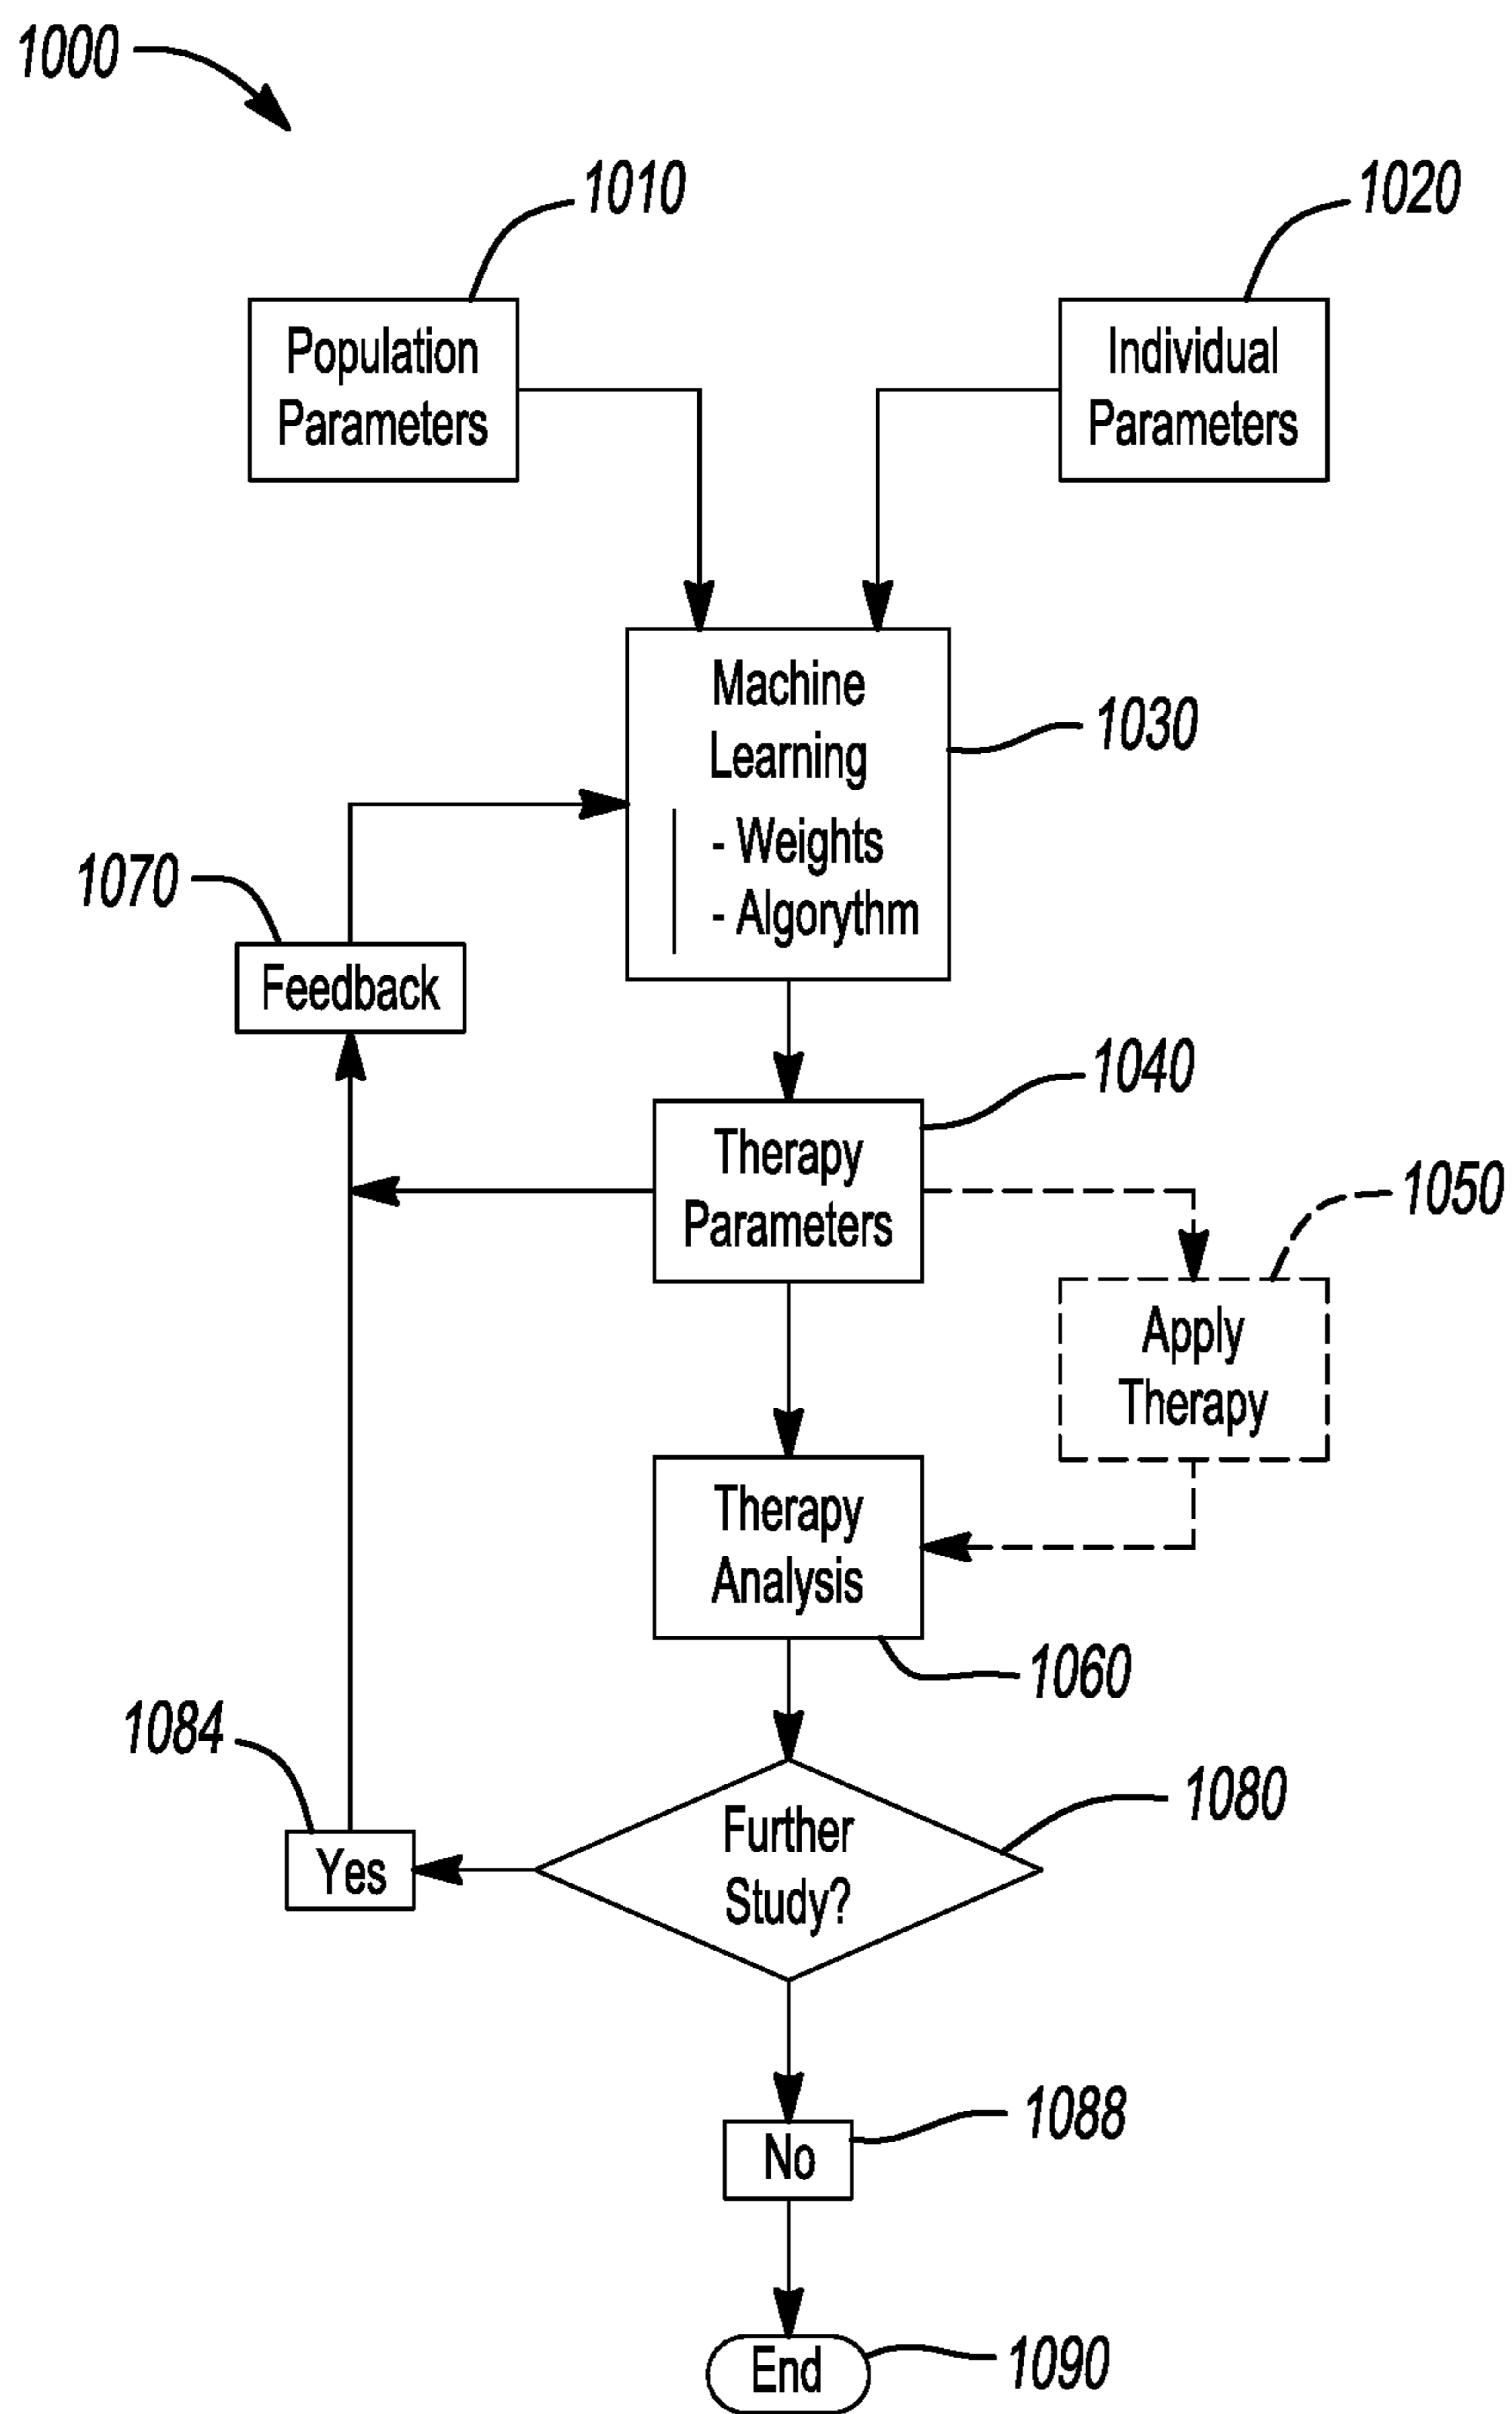 1000
1010
1020
Population
Parameters
Individual
Parameters
Machine
Learning
- Weights
- Algorythm
1030
1070
Feedback
1040
Therapy
Parameters
1050
Apply
Therapy
Therapy
Analysis
1060
1084
Yes
Further
Study?
1080
No
1088
End
1090